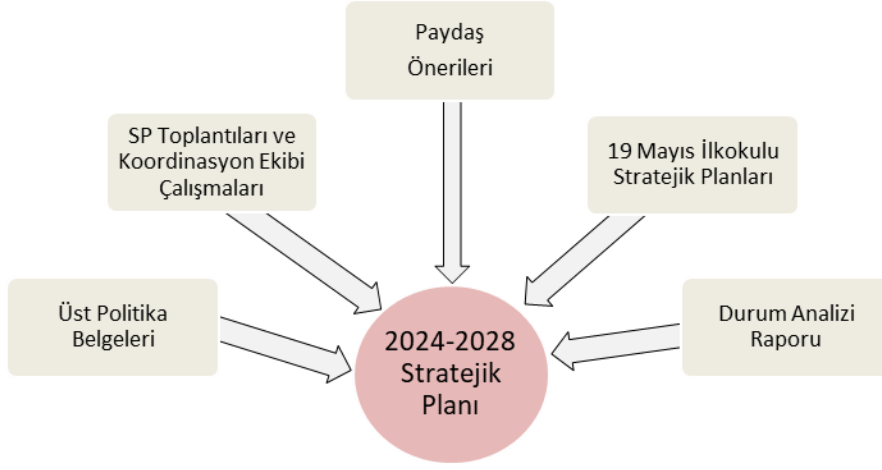 Paydaş
Önerileri
SP Toplantıları ve
Koordinasyon Ekibi
Çalışmaları
19 Mayıs İlkokulu
Stratejik Planları
Üst Politika
Belgeleri
Durum Analizi
Raporu
2024-2028
Stratejik
Planı